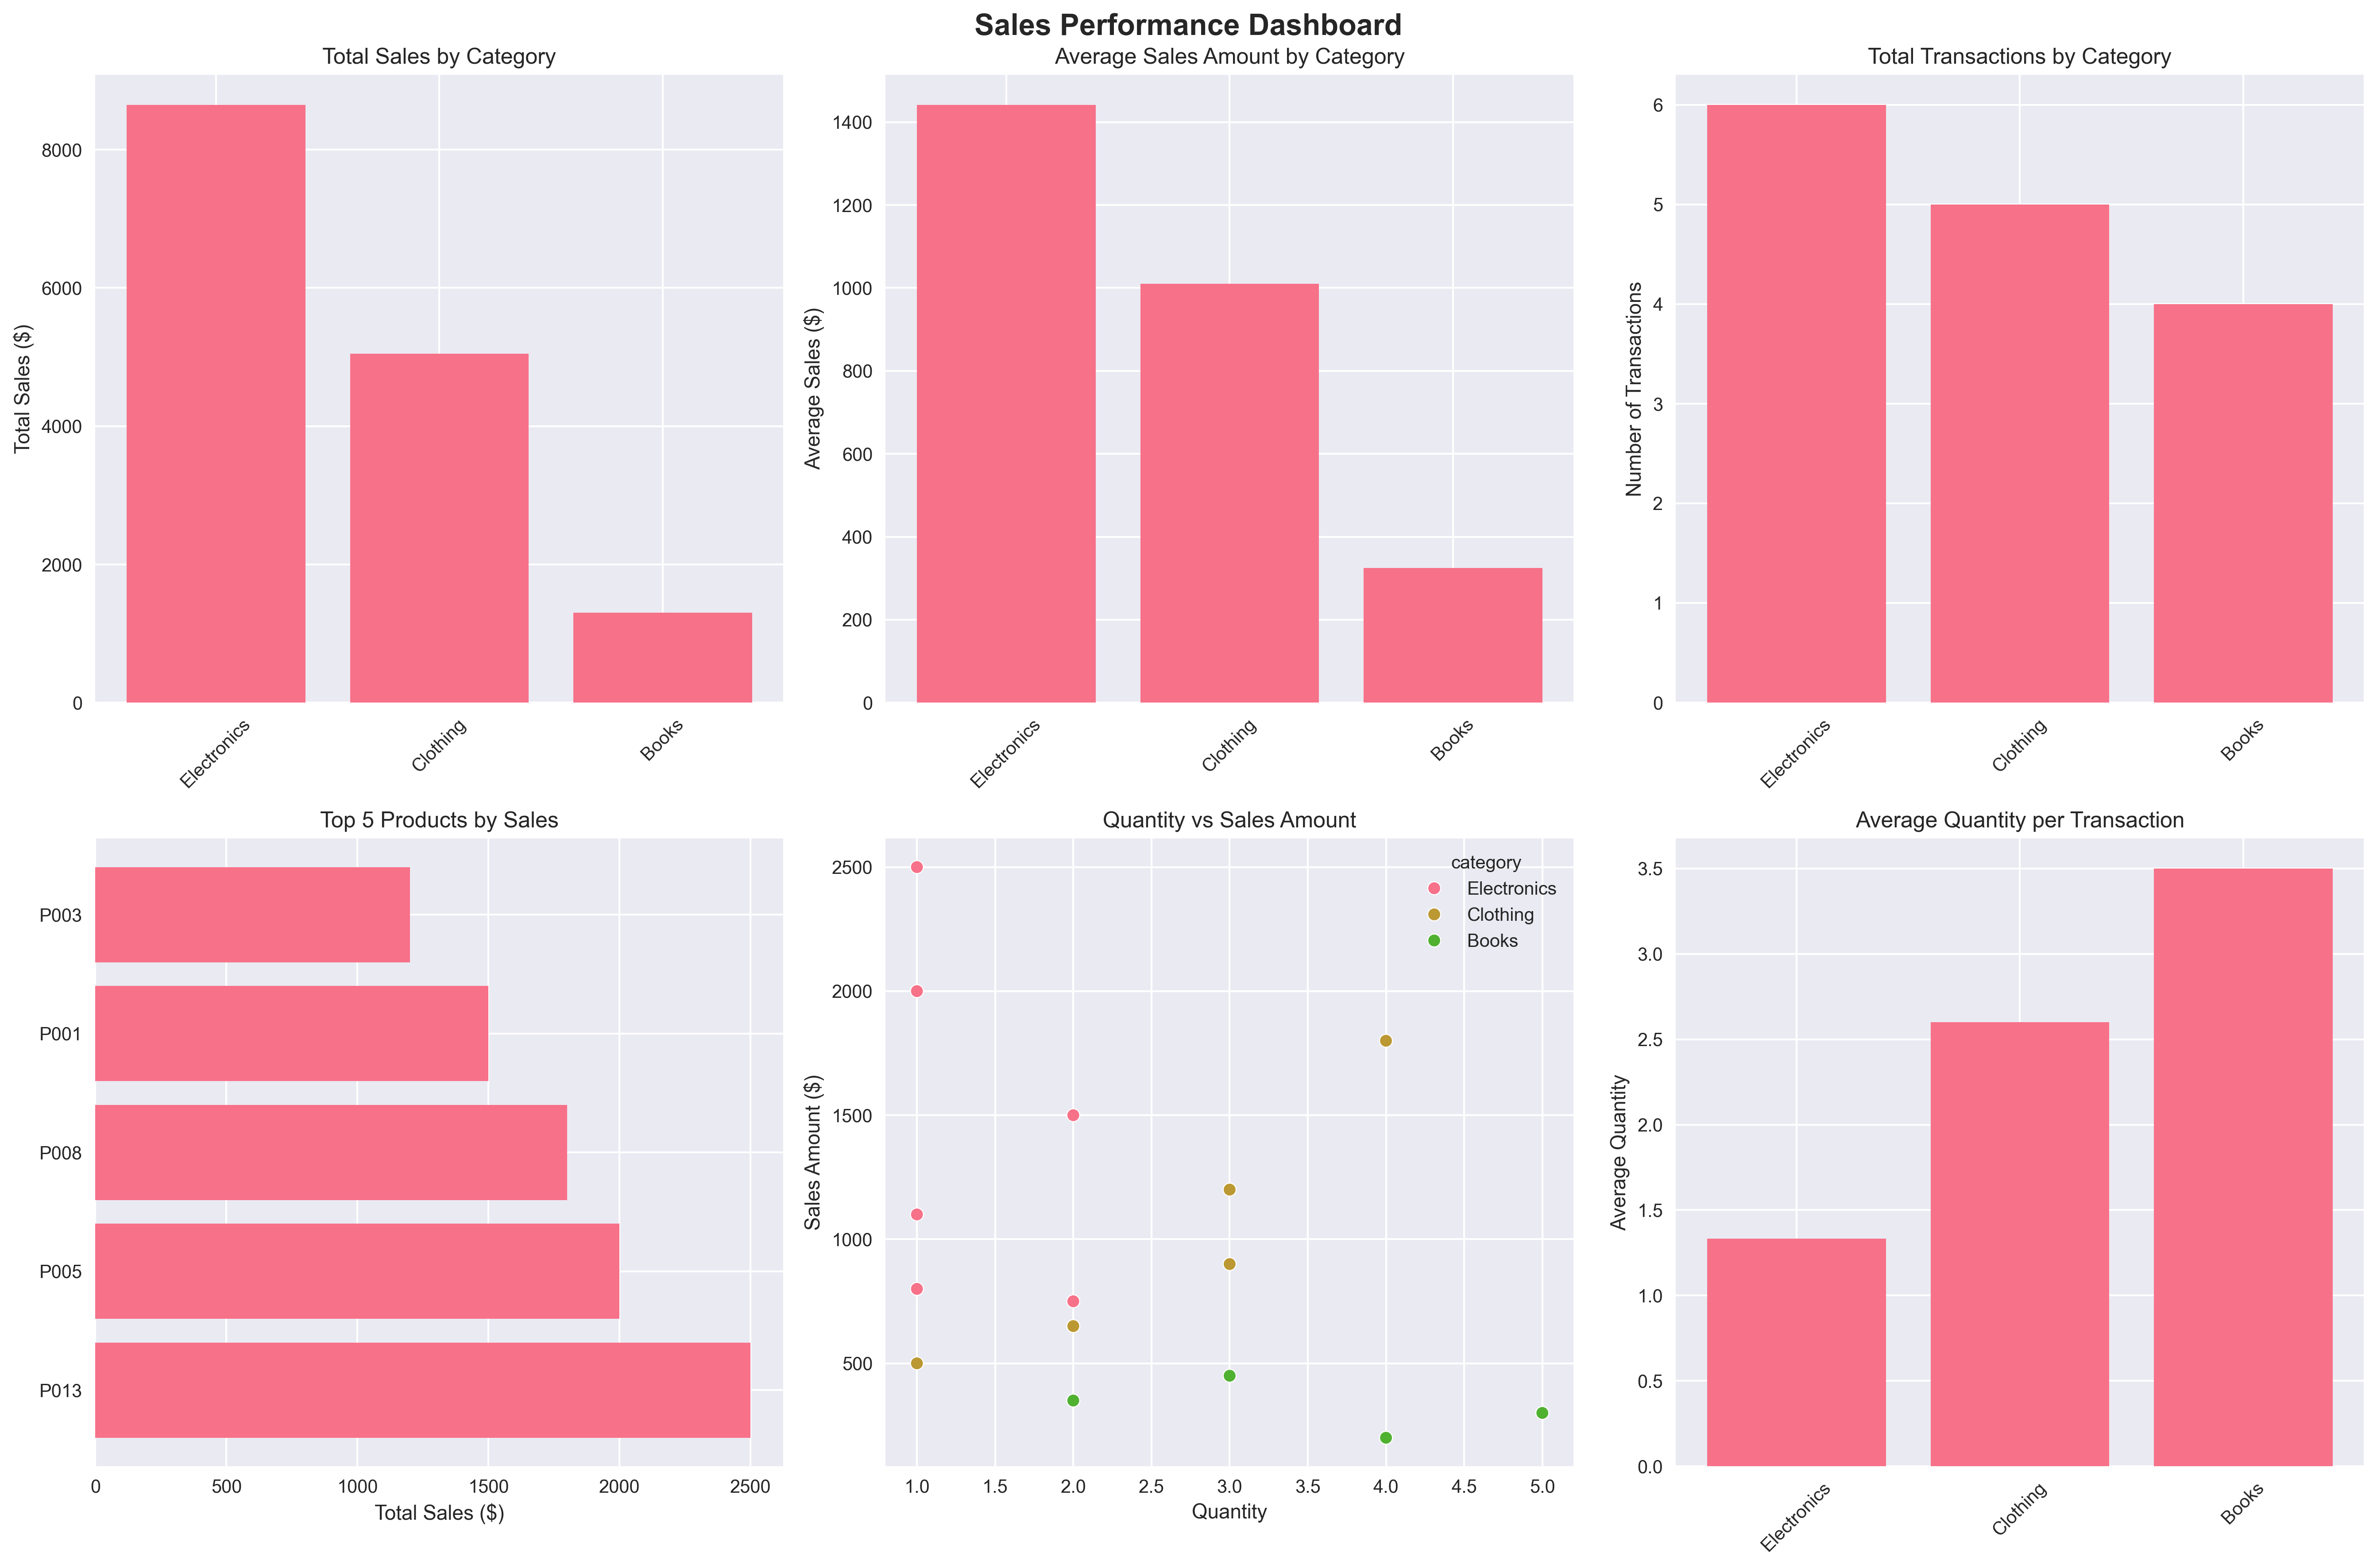 Sales Performance Dashboard
Total Sales by Category
Total Sales ($)
8000
6000
4000
2000
0
Electronics
Clothing
Books
Average Sales Amount by Category
Average Sales ($)
1400
1200
1000
800
600
400
200
0
Electronics
Clothing
Books
Total Transactions by Category
Number of Transactions
6
5
4
3
2
1
0
Electronics
Clothing
Books
Top 5 Products by Sales
P003
P001
P008
P005
P013
0 500 1000 1500 2000 2500
Total Sales ($)
Quantity vs Sales Amount
Sales Amount ($)
2500
2000
1500
1000
500
category
Electronics
Clothing
Books
1.0 1.5 2.0 2.5 3.0 3.5 4.0 4.5 5.0
Quantity
Average Quantity per Transaction
Average Quantity
3.5
3.0
2.5
2.0
1.5
1.0
0.5
0.0
Electronics
Clothing
Books